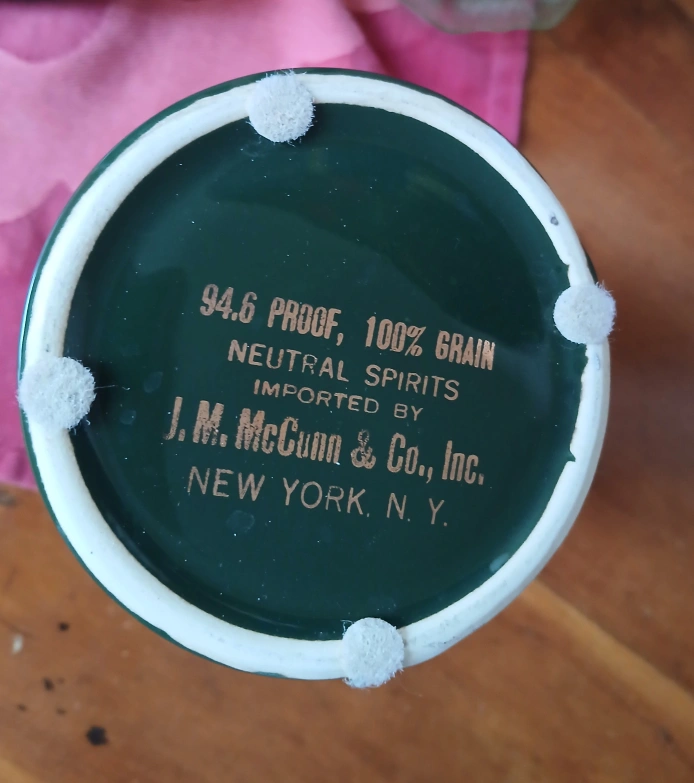 94.6 PROOF, 100% GRAIN
NEUTRAL SPIRITS
IMPORTED BY
J. M. McCunn & Co., Inc.
NEW YORK, N. Y.